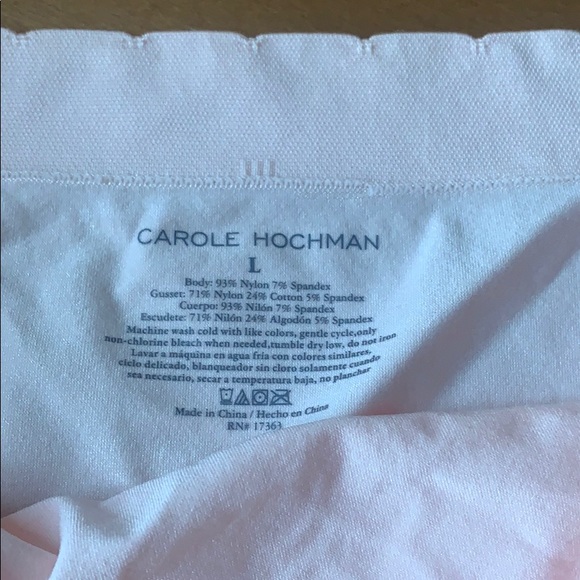 CAROLE HOCHMAN
L
Body: 93% Nylon 7% Spandex
Gusset: 71% Nylon 24% Cotton 5% Spandex
Cuerpo: 93% Nilón 7% Spandex
Escudete: 71% Nilón 24% Algodón 5% Spandex
Machine wash cold with like colors, gentle cycle,only
non-chlorine bleach when needed,tumble dry low, do not iron
Lavar a máquina en agua fria con colores similares,
ciclo delicado, blanqueador sin cloro solamente cuando
sea necesario, secar a temperatura baja, no planchar
Made in China / Hecho en China
RN# 17363